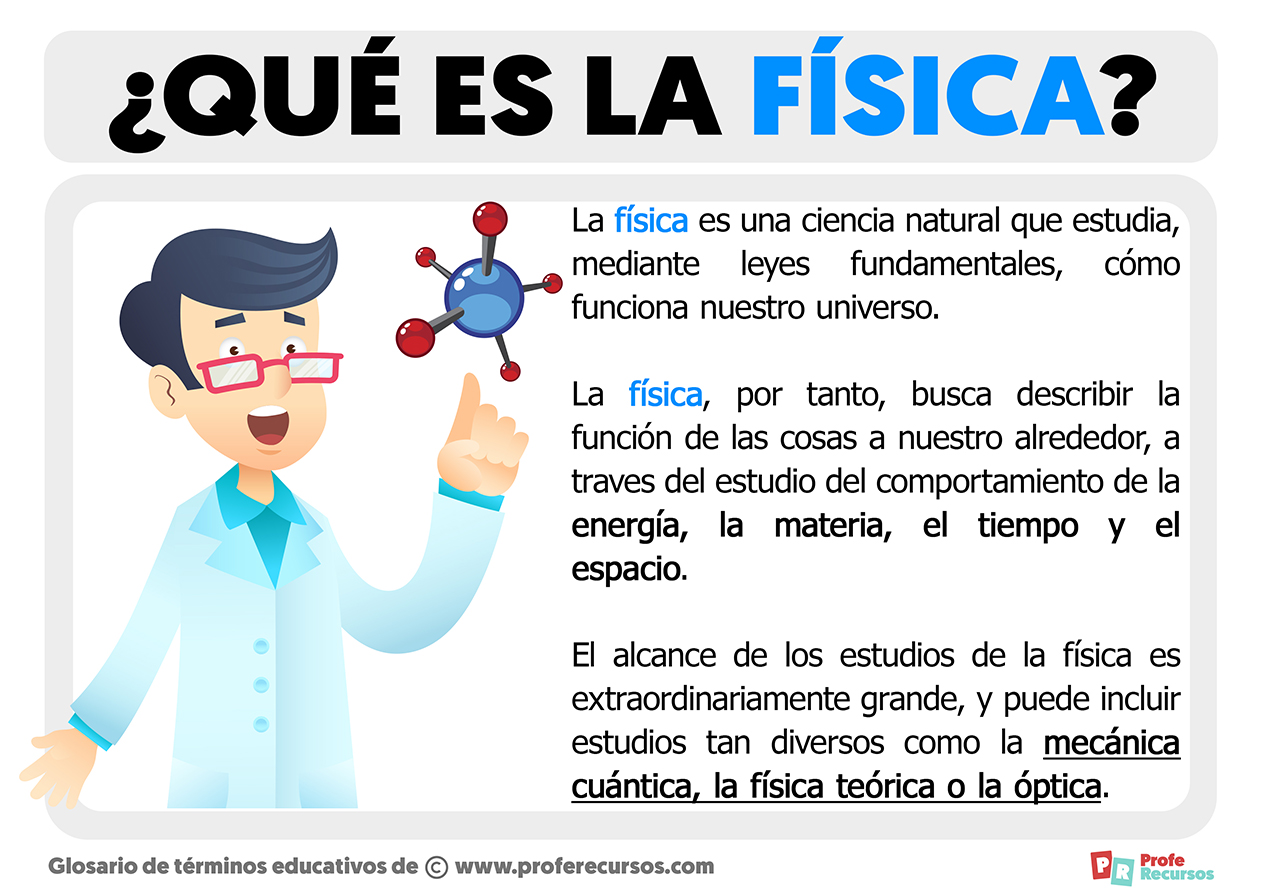 ¿QUÉ ES LA FÍSICA?
La física es una ciencia natural que estudia,
mediante leyes fundamentales, cómo
funciona nuestro universo.
La física, por tanto, busca describir la
función de las cosas a nuestro alrededor, a
traves del estudio del comportamiento de la
energía, la materia, el tiempo y el
espacio.
El alcance de los estudios de la física es
extraordinariamente grande, y puede incluir
estudios tan diversos como la mecánica
cuántica, la física teórica o la óptica.
Glosario de términos educativos de © www.proferecursos.com
PR Profe
Recursos